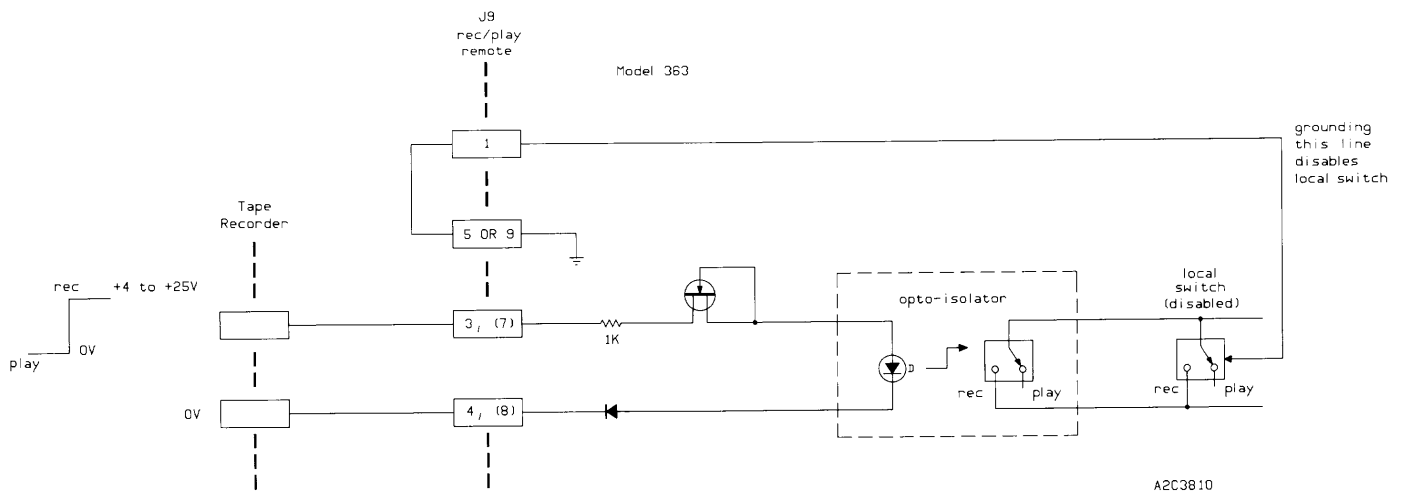 J9
rec/play
remote
Model 363
1
grounding
this line
disables
local switch
Tape
Recorder
5 OR 9
rec +4 to +25V
play 0V
3, (7)
1K
opto-isolator
local
switch
(disabled)
D
rec play
rec play
0V
4, (8)
A2C3810